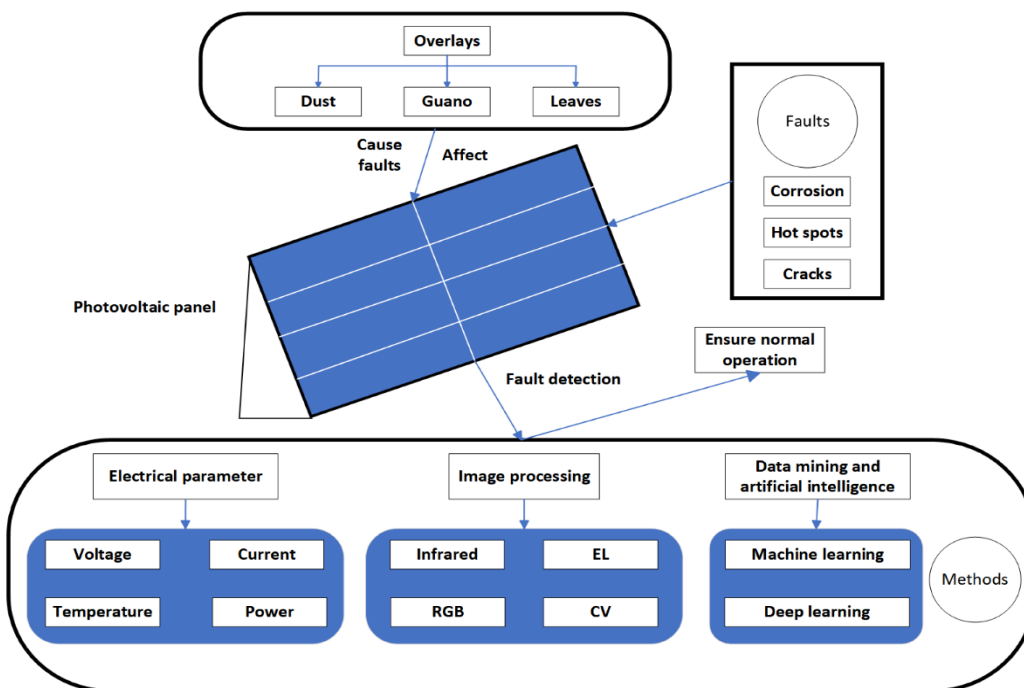 Overlays
Dust
Guano
Leaves
Cause
faults
Affect
Faults
Corrosion
Hot spots
Cracks
Photovoltaic panel
Ensure normal
operation
Fault detection
Electrical parameter
Image processing
Data mining and
artificial intelligence
Voltage
Current
Infrared
EL
Machine learning
Methods
Temperature
Power
RGB
CV
Deep learning